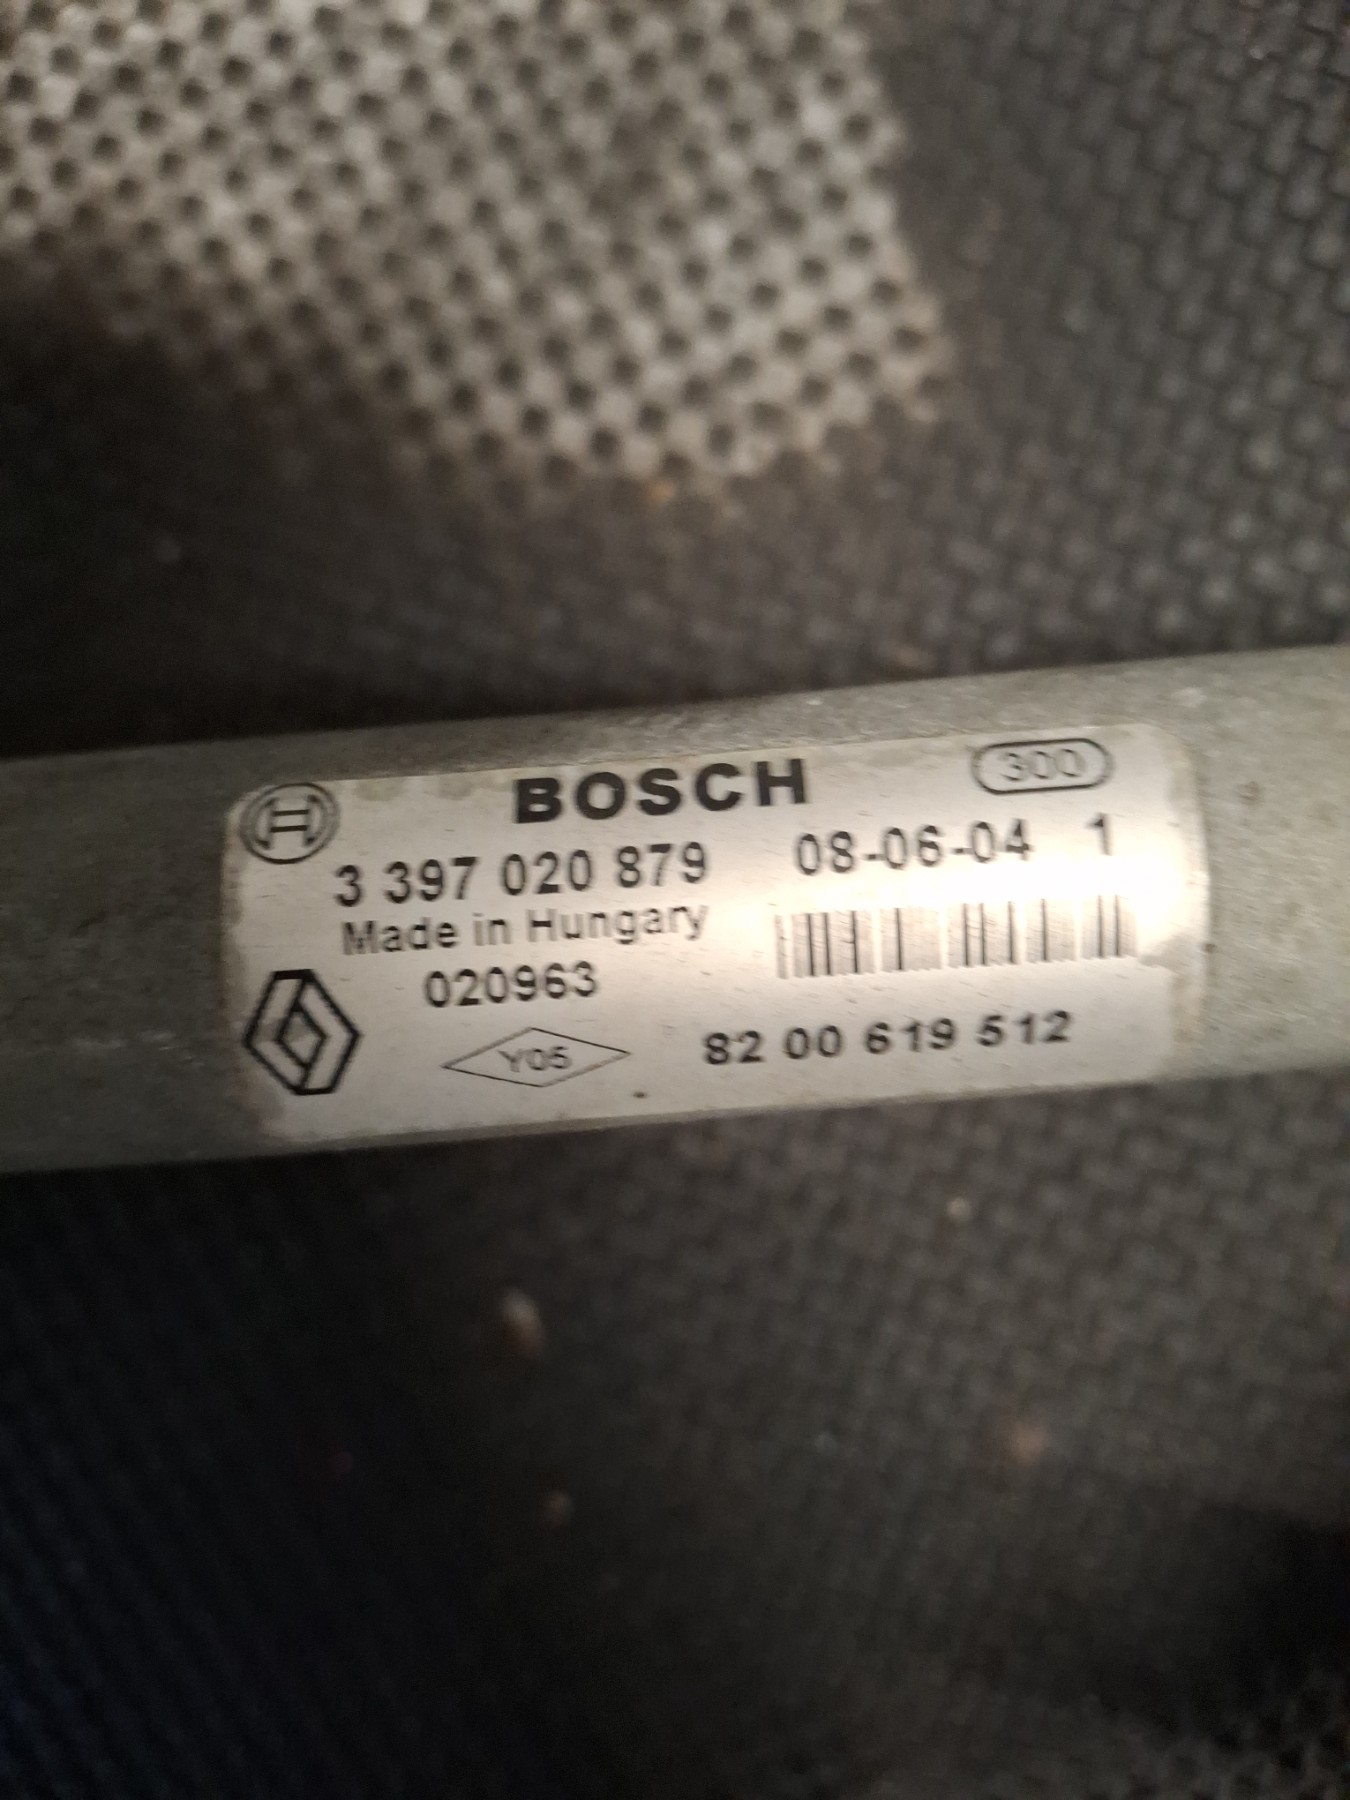 BOSCH 300
3 397 020 879 08-06-04 1
Made in Hungary
020963
Y05 82 00 619 512